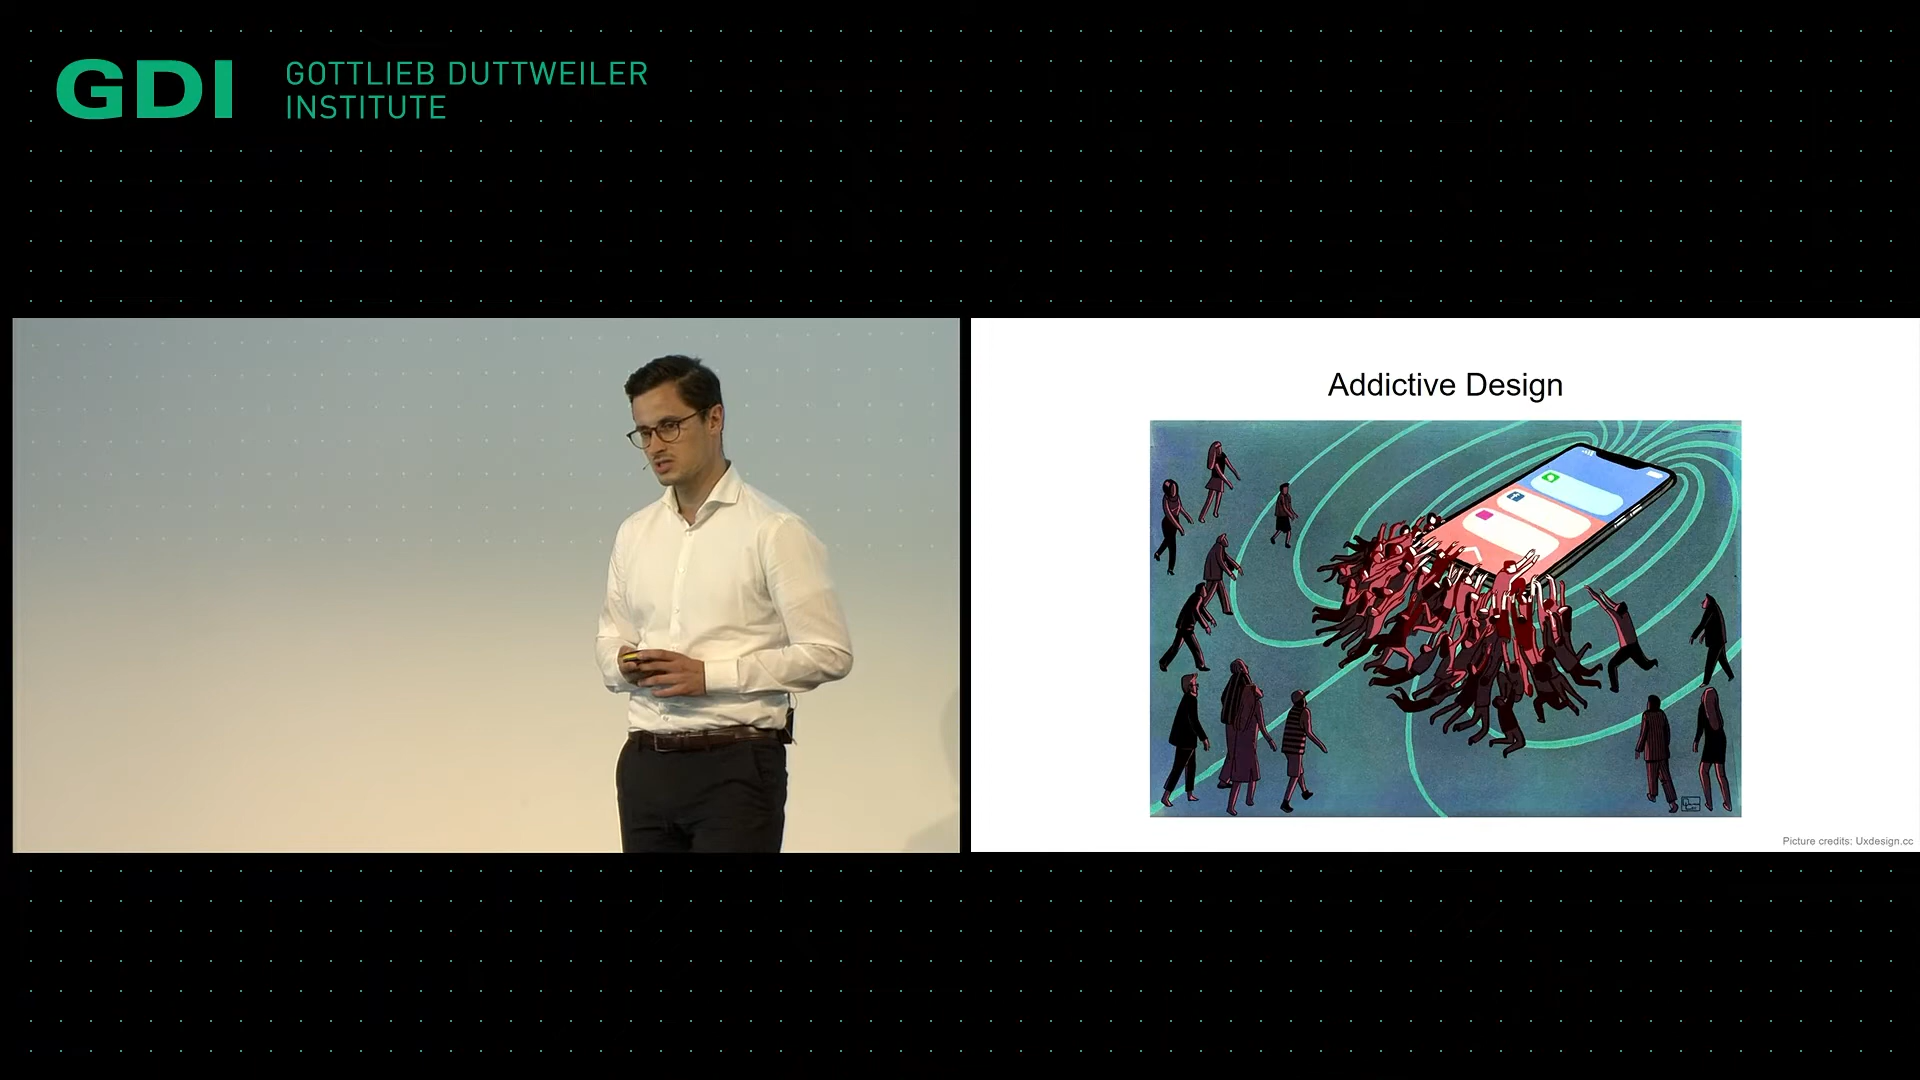 GDI
GOTTLIEB DUTTWEILER
INSTITUTE
Addictive Design
Picture credits: Uxdesign.cc